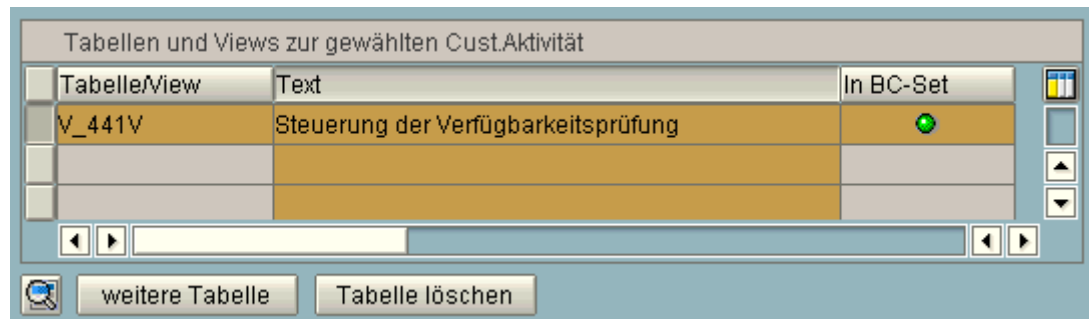 Tabellen und Views zur gewählten Cust.Aktivität
Tabelle/View Text In BC-Set
V_441V Steuerung der Verfügbarkeitsprüfung
weitere Tabelle Tabelle löschen